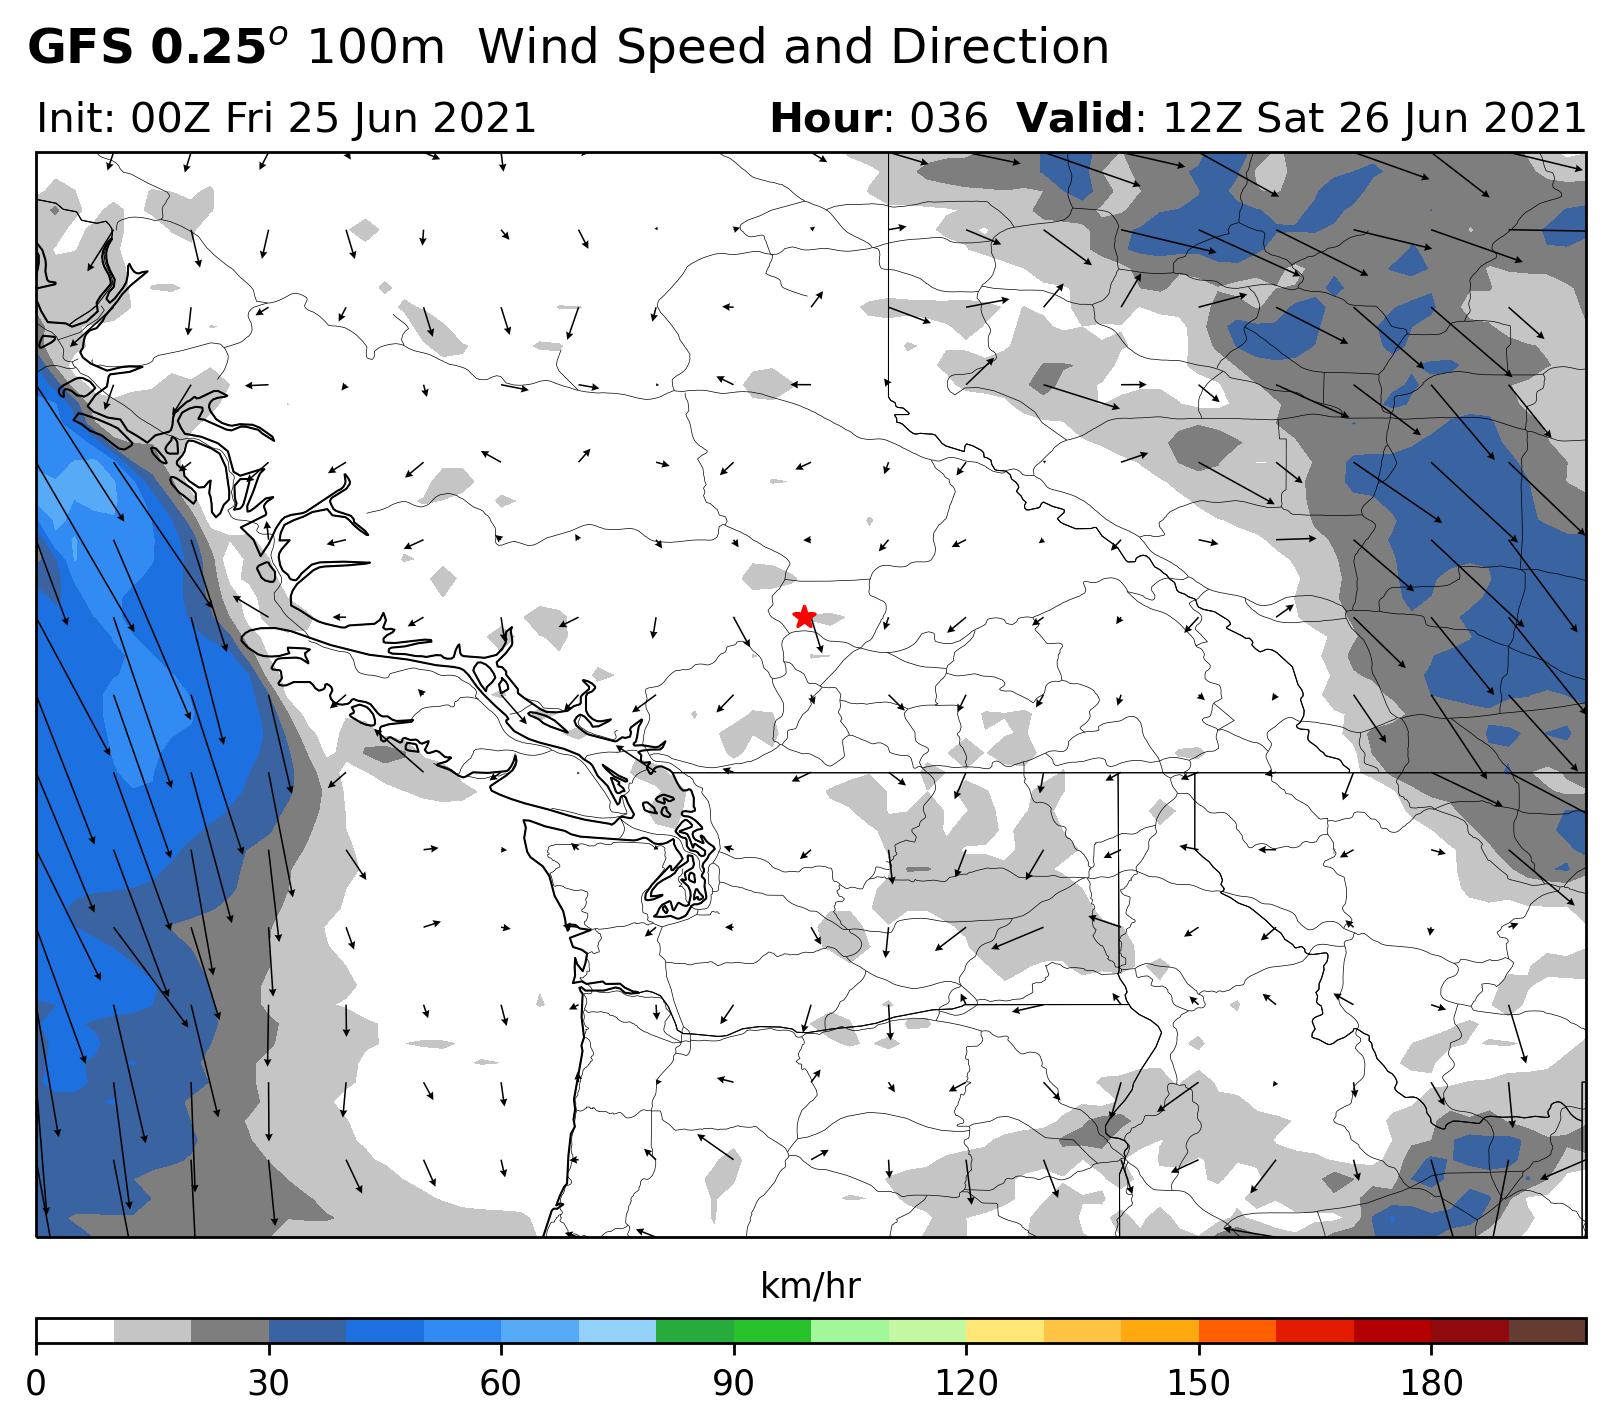 GFS 0.25° 100m Wind Speed and Direction
Init: 00Z Fri 25 Jun 2021 Hour: 036 Valid: 12Z Sat 26 Jun 2021
km/hr
0 30 60 90 120 150 180